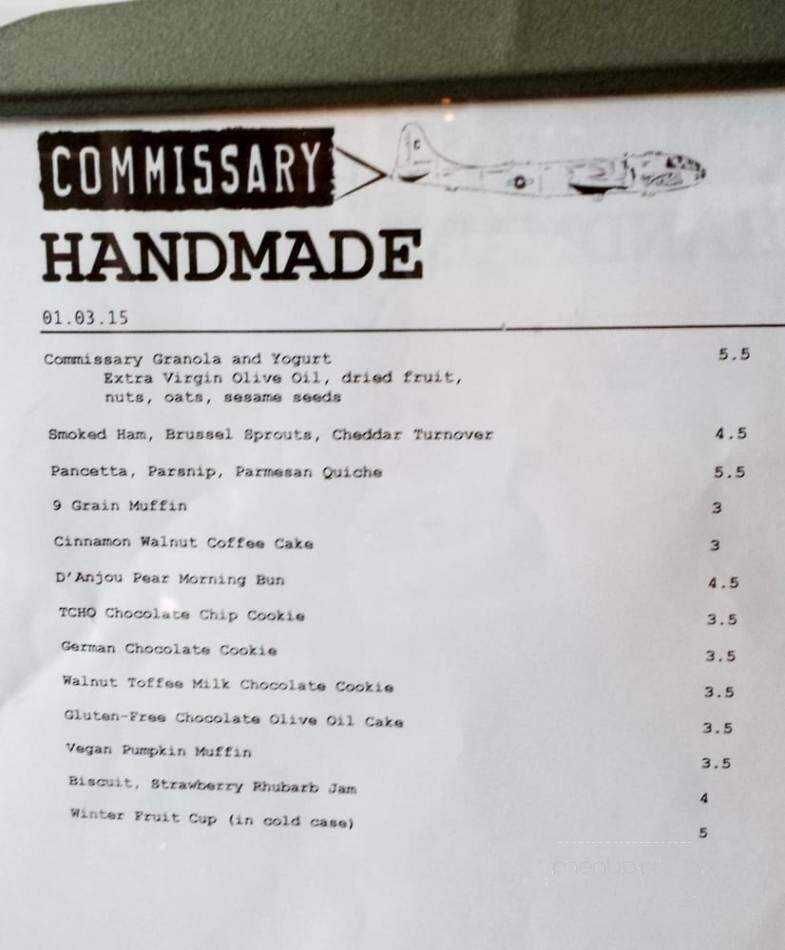 COMMISSARY
HANDMADE
01.03.15
Commissary Granola and Yogurt 5.5
Extra Virgin Olive Oil, dried fruit,
nuts, oats, sesame seeds
Smoked Ham, Brussel Sprouts, Cheddar Turnover 4.5
Pancetta, Parsnip, Parmesan Quiche 5.5
9 Grain Muffin 3
Cinnamon Walnut Coffee Cake 3
D'Anjou Pear Morning Bun 4.5
TCHO Chocolate Chip Cookie 3.5
German Chocolate Cookie 3.5
Walnut Toffee Milk Chocolate Cookie 3.5
Gluten-Free Chocolate Olive Oil Cake 3.5
Vegan Pumpkin Muffin 3.5
Biscuit, Strawberry Rhubarb Jam 4
Winter Fruit Cup (in cold case) 5